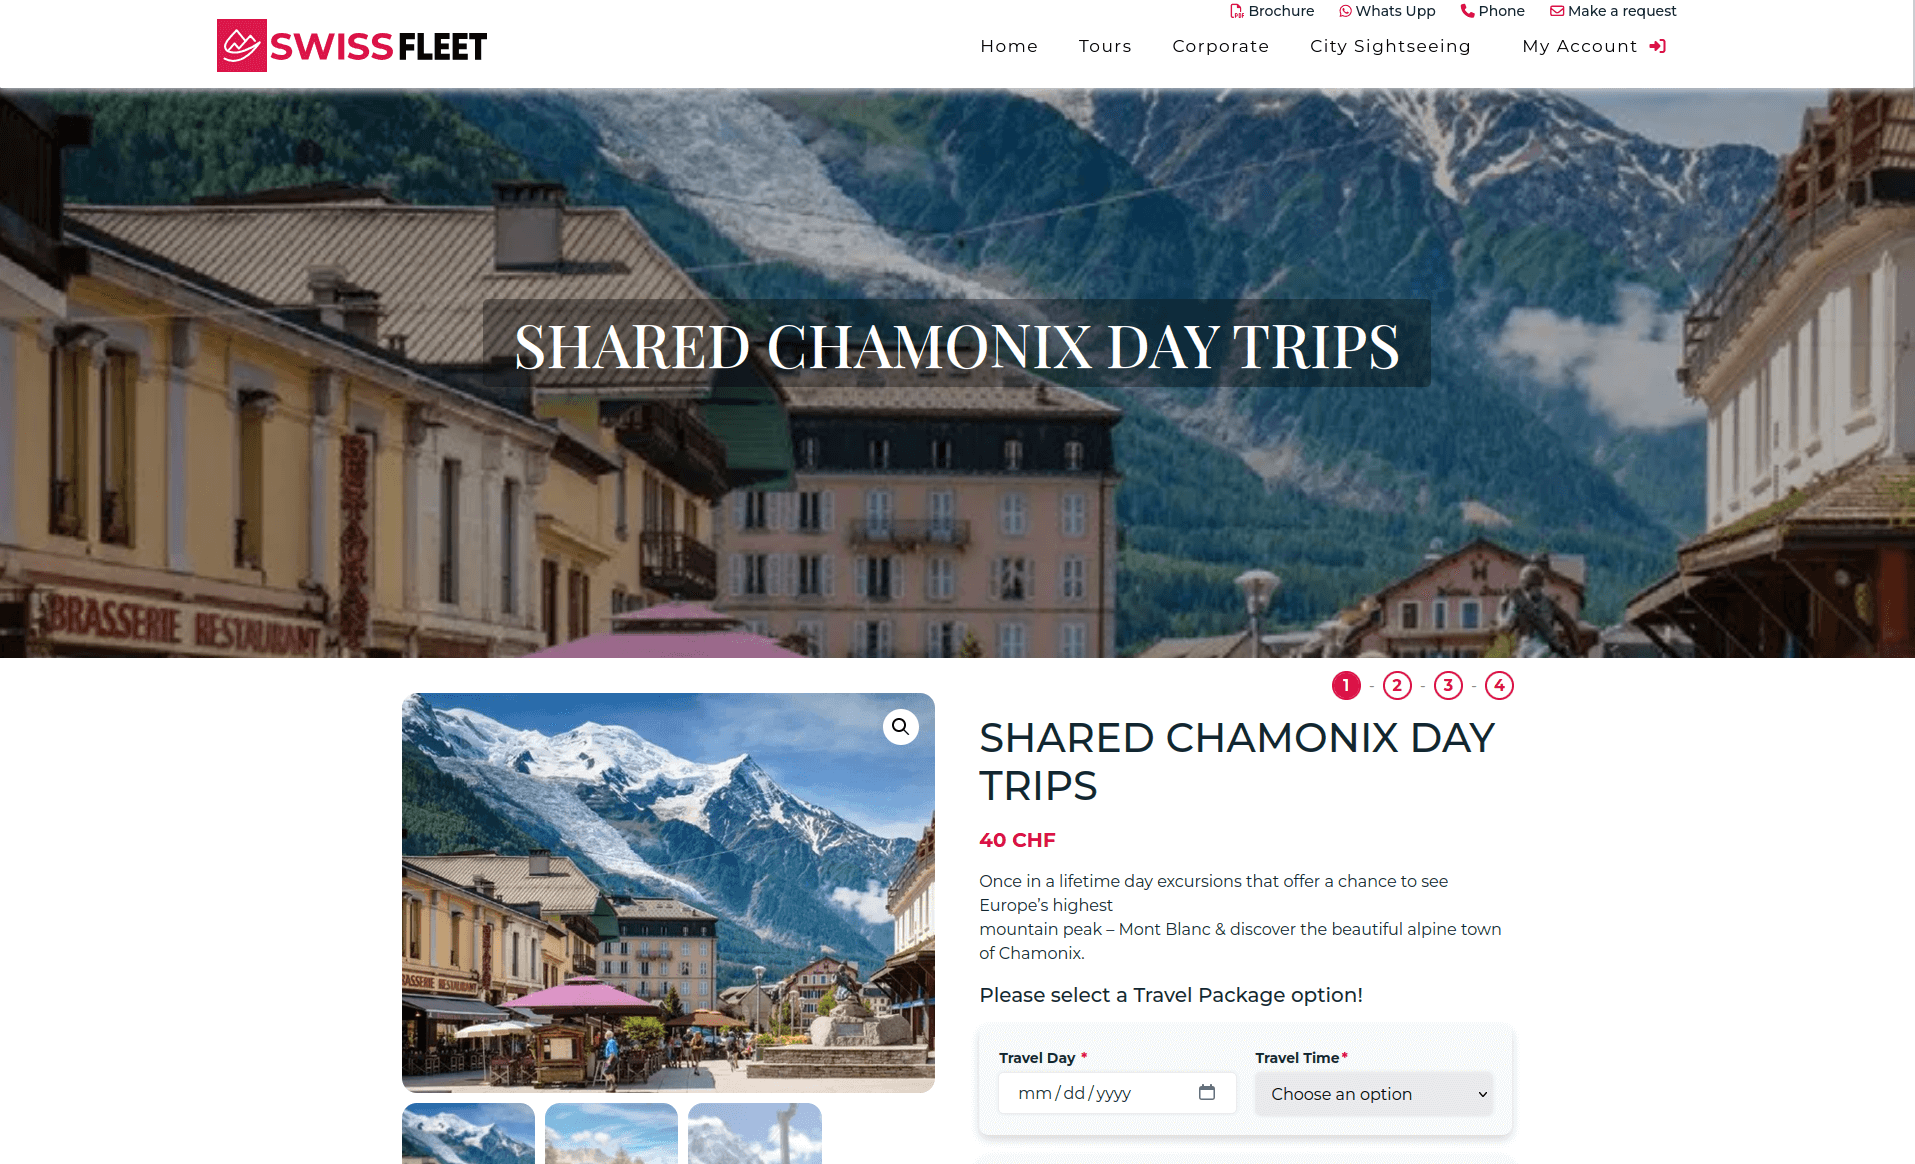 Brochure Whats Upp Phone Make a request
SWISS FLEET
Home Tours Corporate City Sightseeing My Account
SHARED CHAMONIX DAY TRIPS
BRASSERIE RESTAURANT
RESTAURANT
1 - 2 - 3 - 4
SHARED CHAMONIX DAY
TRIPS
40 CHF
Once in a lifetime day excursions that offer a chance to see
Europe’s highest
mountain peak – Mont Blanc & discover the beautiful alpine town
of Chamonix.
Please select a Travel Package option!
Travel Day * Travel Time*
mm/dd/yyyy Choose an option
BRASSERIE RESTAURANT